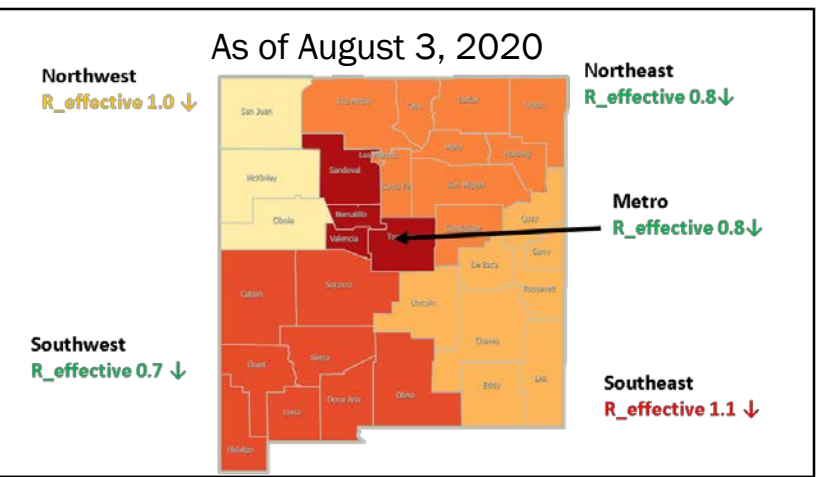 As of August 3, 2020
Northwest
R_effective 1.0 ↓
Northeast
R_effective 0.8↓
Metro
R_effective 0.8↓
Southwest
R_effective 0.7 ↓
Southeast
R_effective 1.1 ↓
San Juan
Rio Arriba
Taos
Colfax
Union
Los Alamos
Mora
Harding
Sandoval
Santa Fe
San Miguel
McKinley
Cibola
Bernalillo
Valencia
Guadalupe
Quay
Curry
De Baca
Roosevelt
Catron
Socorro
Lincoln
Chaves
Sierra
Grant
Dona Ana
Otero
Eddy
Lea
Luna
Hidalgo